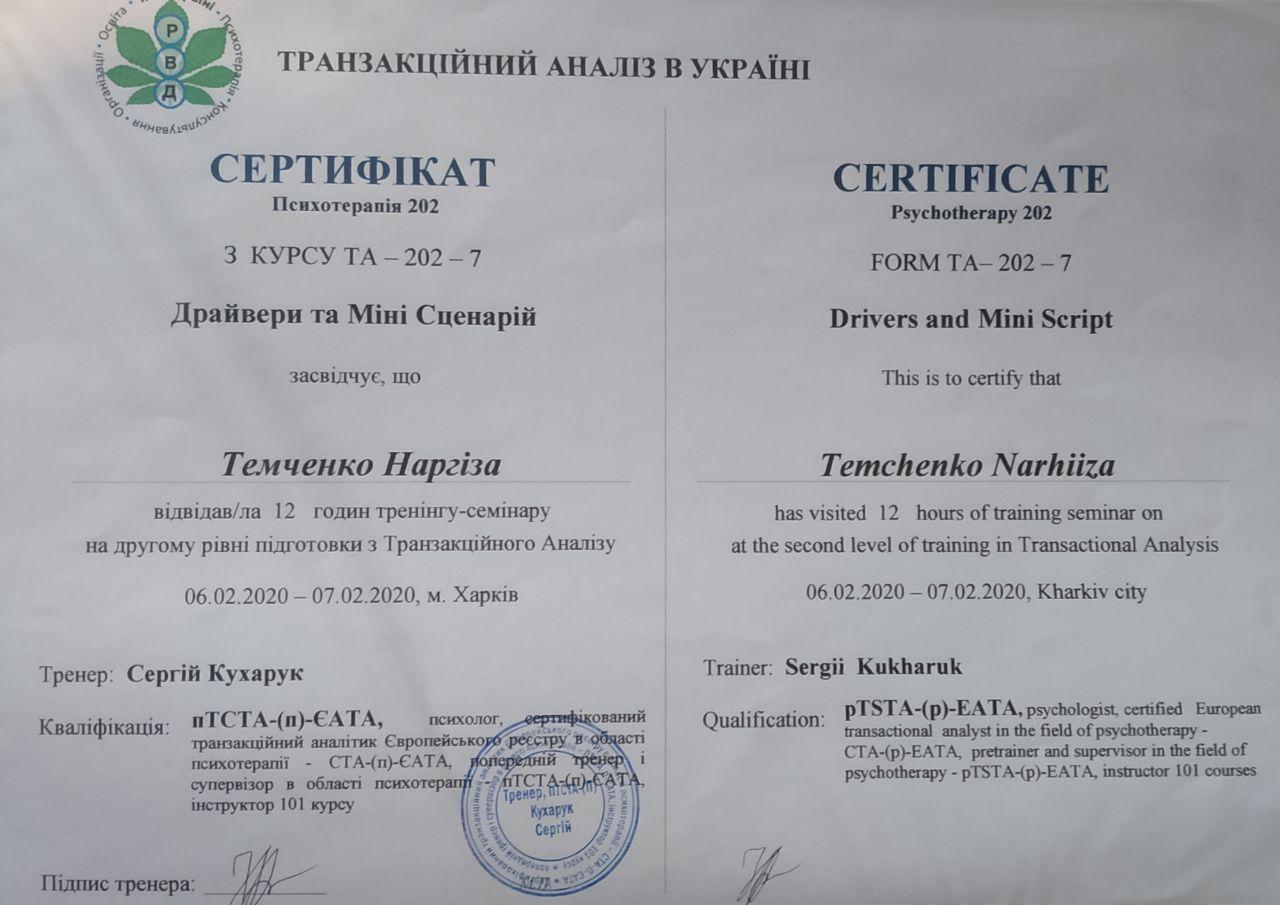 Організації • Освіта • Психотерапія • Консультування •
Р
В
Д
ТРАНЗАКЦІЙНИЙ АНАЛІЗ В УКРАЇНІ
СЕРТИФІКАТ
Психотерапія 202
З КУРСУ ТА – 202 – 7
Драйвери та Міні Сценарій
засвідчує, що
Темченко Наргіза
відвідав/ла 12 годин тренінгу-семінару
на другому рівні підготовки з Транзакційного Аналізу
06.02.2020 – 07.02.2020, м. Харків
Тренер: Сергій Кухарук
Кваліфікація: пТСТА-(п)-ЄАТА, психолог, сертифікований
транзакційний аналітик Європейського реєстру в області
психотерапії - СТА-(п)-ЄАТА, попередній тренер і
супервізор в області психотерапії - пТСТА-(п)-ЄАТА,
інструктор 101 курсу
Тренер, пТСТА-(п)
Кухарук
Сергій
Підпис тренера:
CERTIFICATE
Psychotherapy 202
FORM TA– 202 – 7
Drivers and Mini Script
This is to certify that
Temchenko Narhiiza
has visited 12 hours of training seminar on
at the second level of training in Transactional Analysis
06.02.2020 – 07.02.2020, Kharkiv city
Trainer: Sergii Kukharuk
Qualification: pTSTA-(p)-EATA, psychologist, certified European
transactional analyst in the field of psychotherapy -
CTA-(p)-EATA, pretrainer and supervisor in the field of
psychotherapy - pTSTA-(p)-EATA, instructor 101 courses